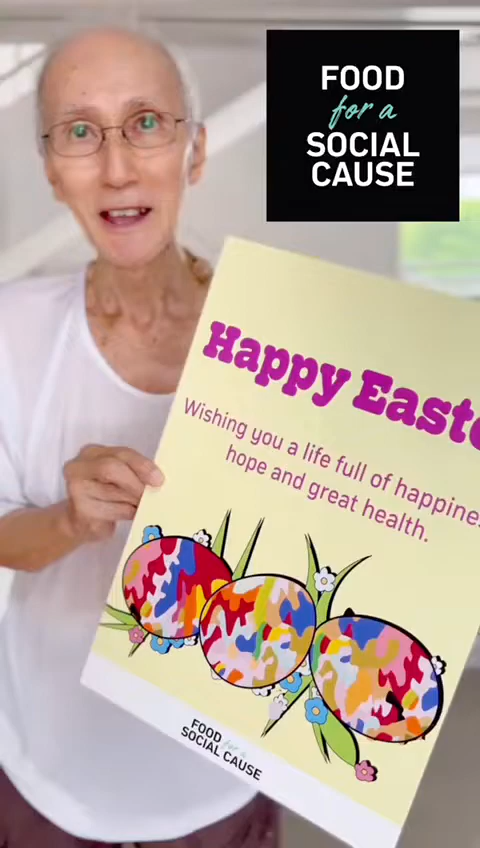 FOOD
for a
SOCIAL
CAUSE
Happy Easte
Wishing you a life full of happines
hope and great health.
FOOD for a
SOCIAL CAUSE